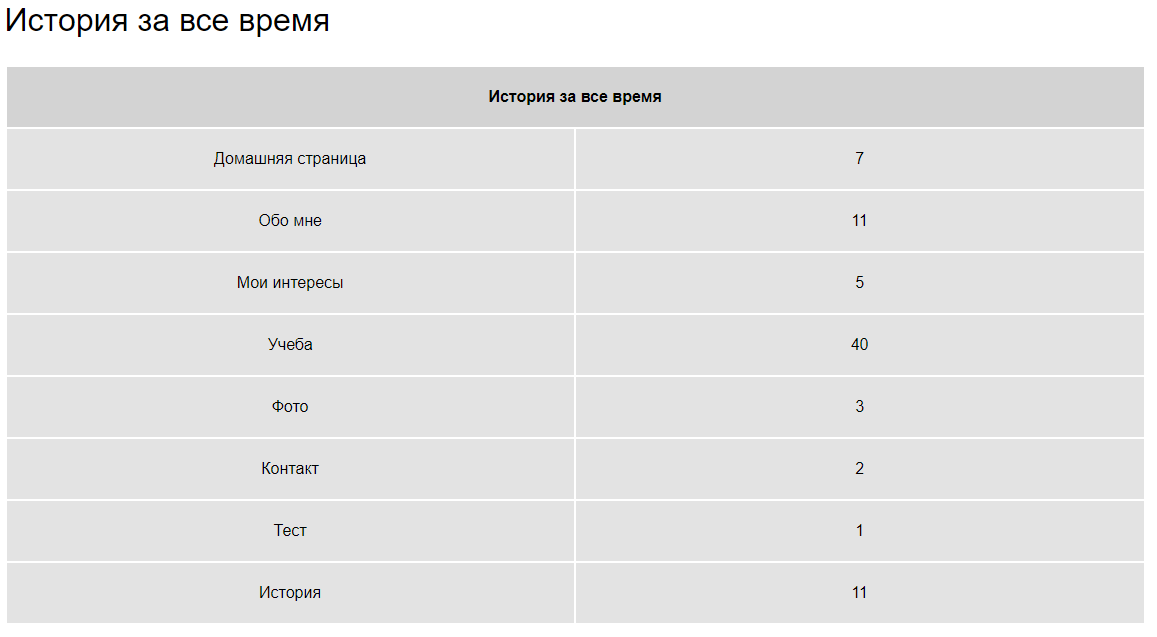 История за все время
История за все время
Домашняя страница 7
Обо мне 11
Мои интересы 5
Учеба 40
Фото 3
Контакт 2
Тест 1
История 11